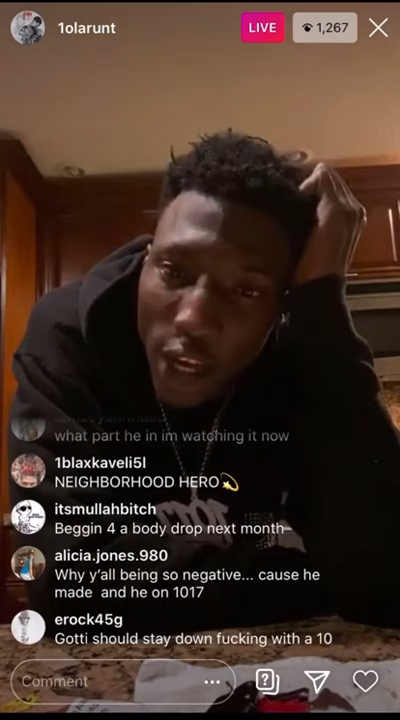 1olarunt
LIVE
1,267
what part he in im watching it now
1blaxkaveli5l
NEIGHBORHOOD HERO💫
itsmullahbitch
Beggin 4 a body drop next month
alicia.jones.980
Why y'all being so negative... cause he
made and he on 1017
erock45g
Gotti should stay down fucking with a 10
Comment